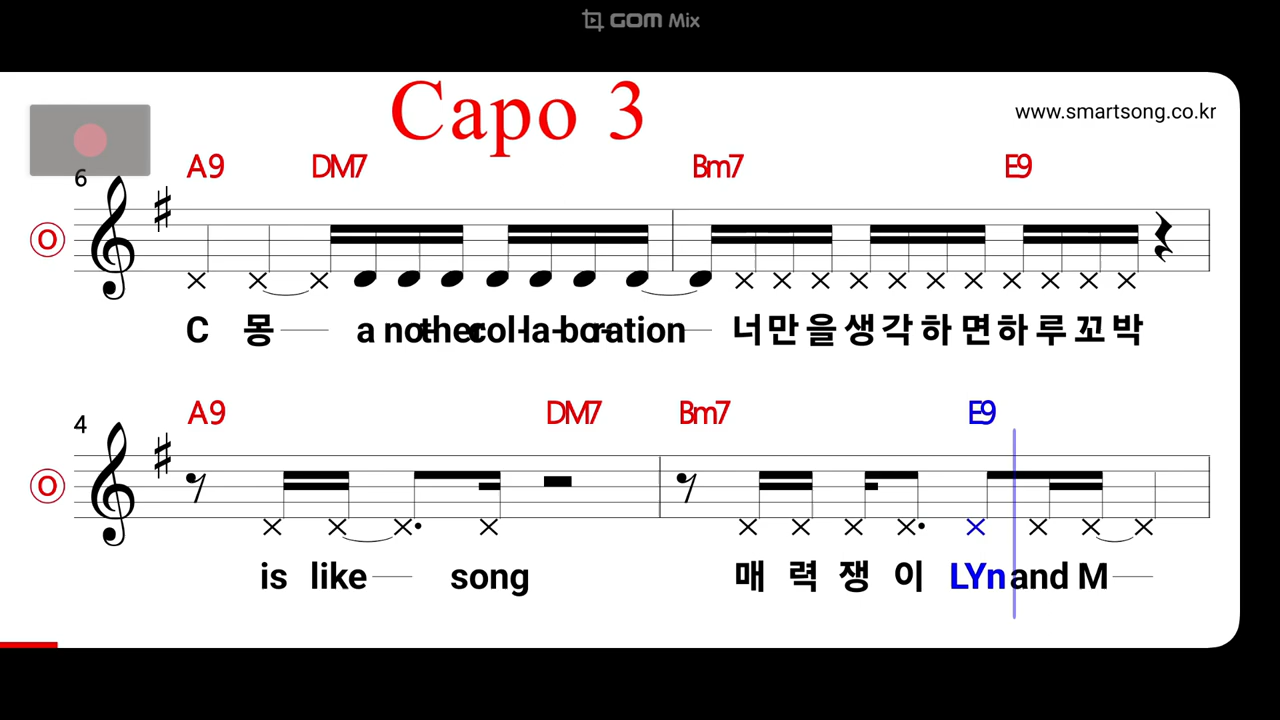 GOM Mix
Capo 3
www.smartsong.co.kr
A9 DM7 Bm7 E9
6
O
C 몽 a not-her col-la-bo-ration 너만을생각하면하루꼬박
A9 DM7 Bm7 E9
4
O
is like song 매력쟁이 LYn and M